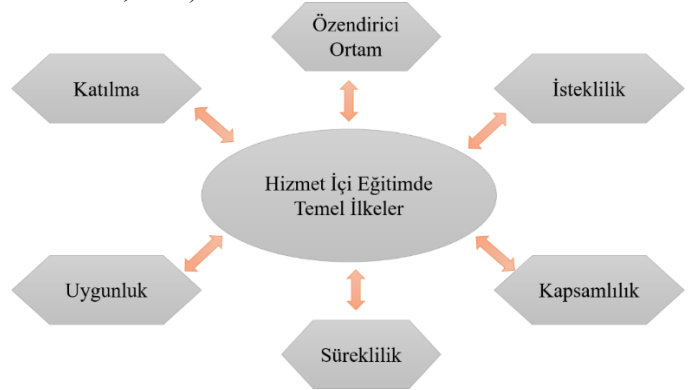 Özendirici
Ortam
Katılma
İsteklilik
Hizmet İçi Eğitimde
Temel İlkeler
Uygunluk
Kapsamlılık
Süreklilik